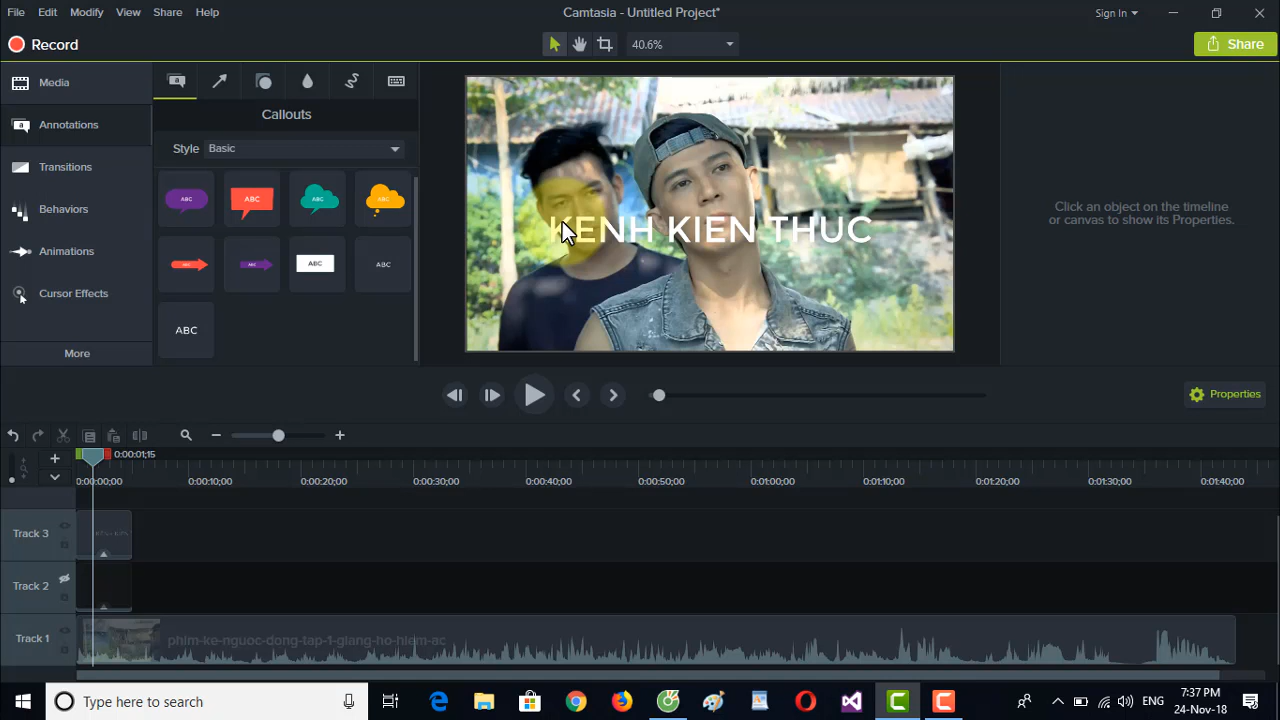 File Edit Modify View Share Help Camtasia - Untitled Project* Sign In
Record 40.6% Share
Media
Annotations
Transitions
Behaviors
Animations
Cursor Effects
More
Callouts
Style Basic
ABC ABC ABC ABC
ABC ABC ABC ABC
ABC
KENH KIEN THUC
Click an object on the timeline
or canvas to show its Properties.
Properties
0:00:01;15
0:00:00;00 0:00:10;00 0:00:20;00 0:00:30;00 0:00:40;00 0:00:50;00 0:01:00;00 0:01:10;00 0:01:20;00 0:01:30;00 0:01:40;00
Track 3
Track 2
Track 1 phim-ke-nguoc-dong-tap-1-giang-ho-hiem-ac
Type here to search ENG 7:37 PM
24-Nov-18